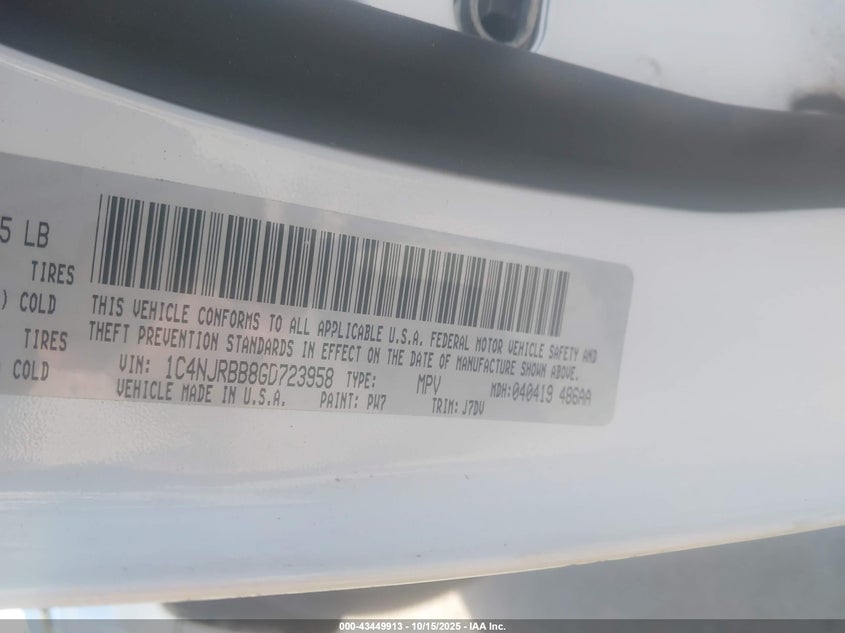 5 LB
TIRES
) COLD
TIRES
) COLD
THIS VEHICLE CONFORMS TO ALL APPLICABLE U.S.A. FEDERAL MOTOR VEHICLE SAFETY AND
THEFT PREVENTION STANDARDS IN EFFECT ON THE DATE OF MANUFACTURE SHOWN ABOVE.
VIN: 1C4NJRBB8GD723958 TYPE: MPV MDH:040419 486AA
VEHICLE MADE IN U.S.A. PAINT: PW7 TRIM: J7DV
000-43449913 - 10/15/2025 - IAA Inc.